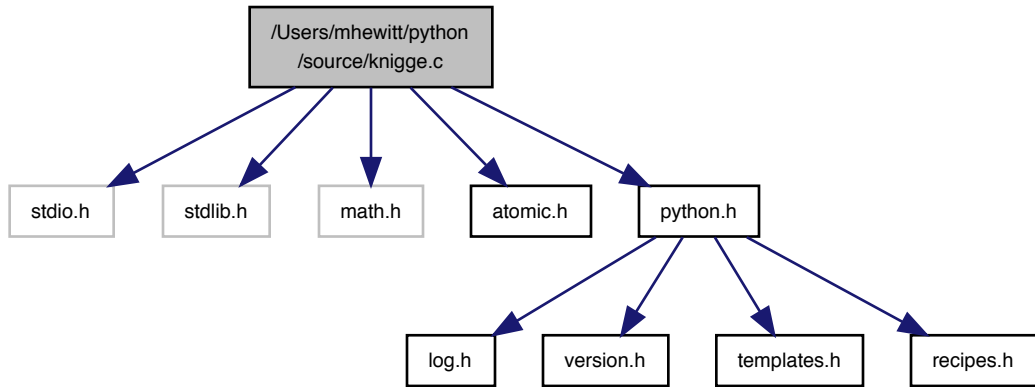 /Users/mhewitt/python
/source/knigge.c
stdio.h
stdlib.h
math.h
atomic.h
python.h
log.h
version.h
templates.h
recipes.h